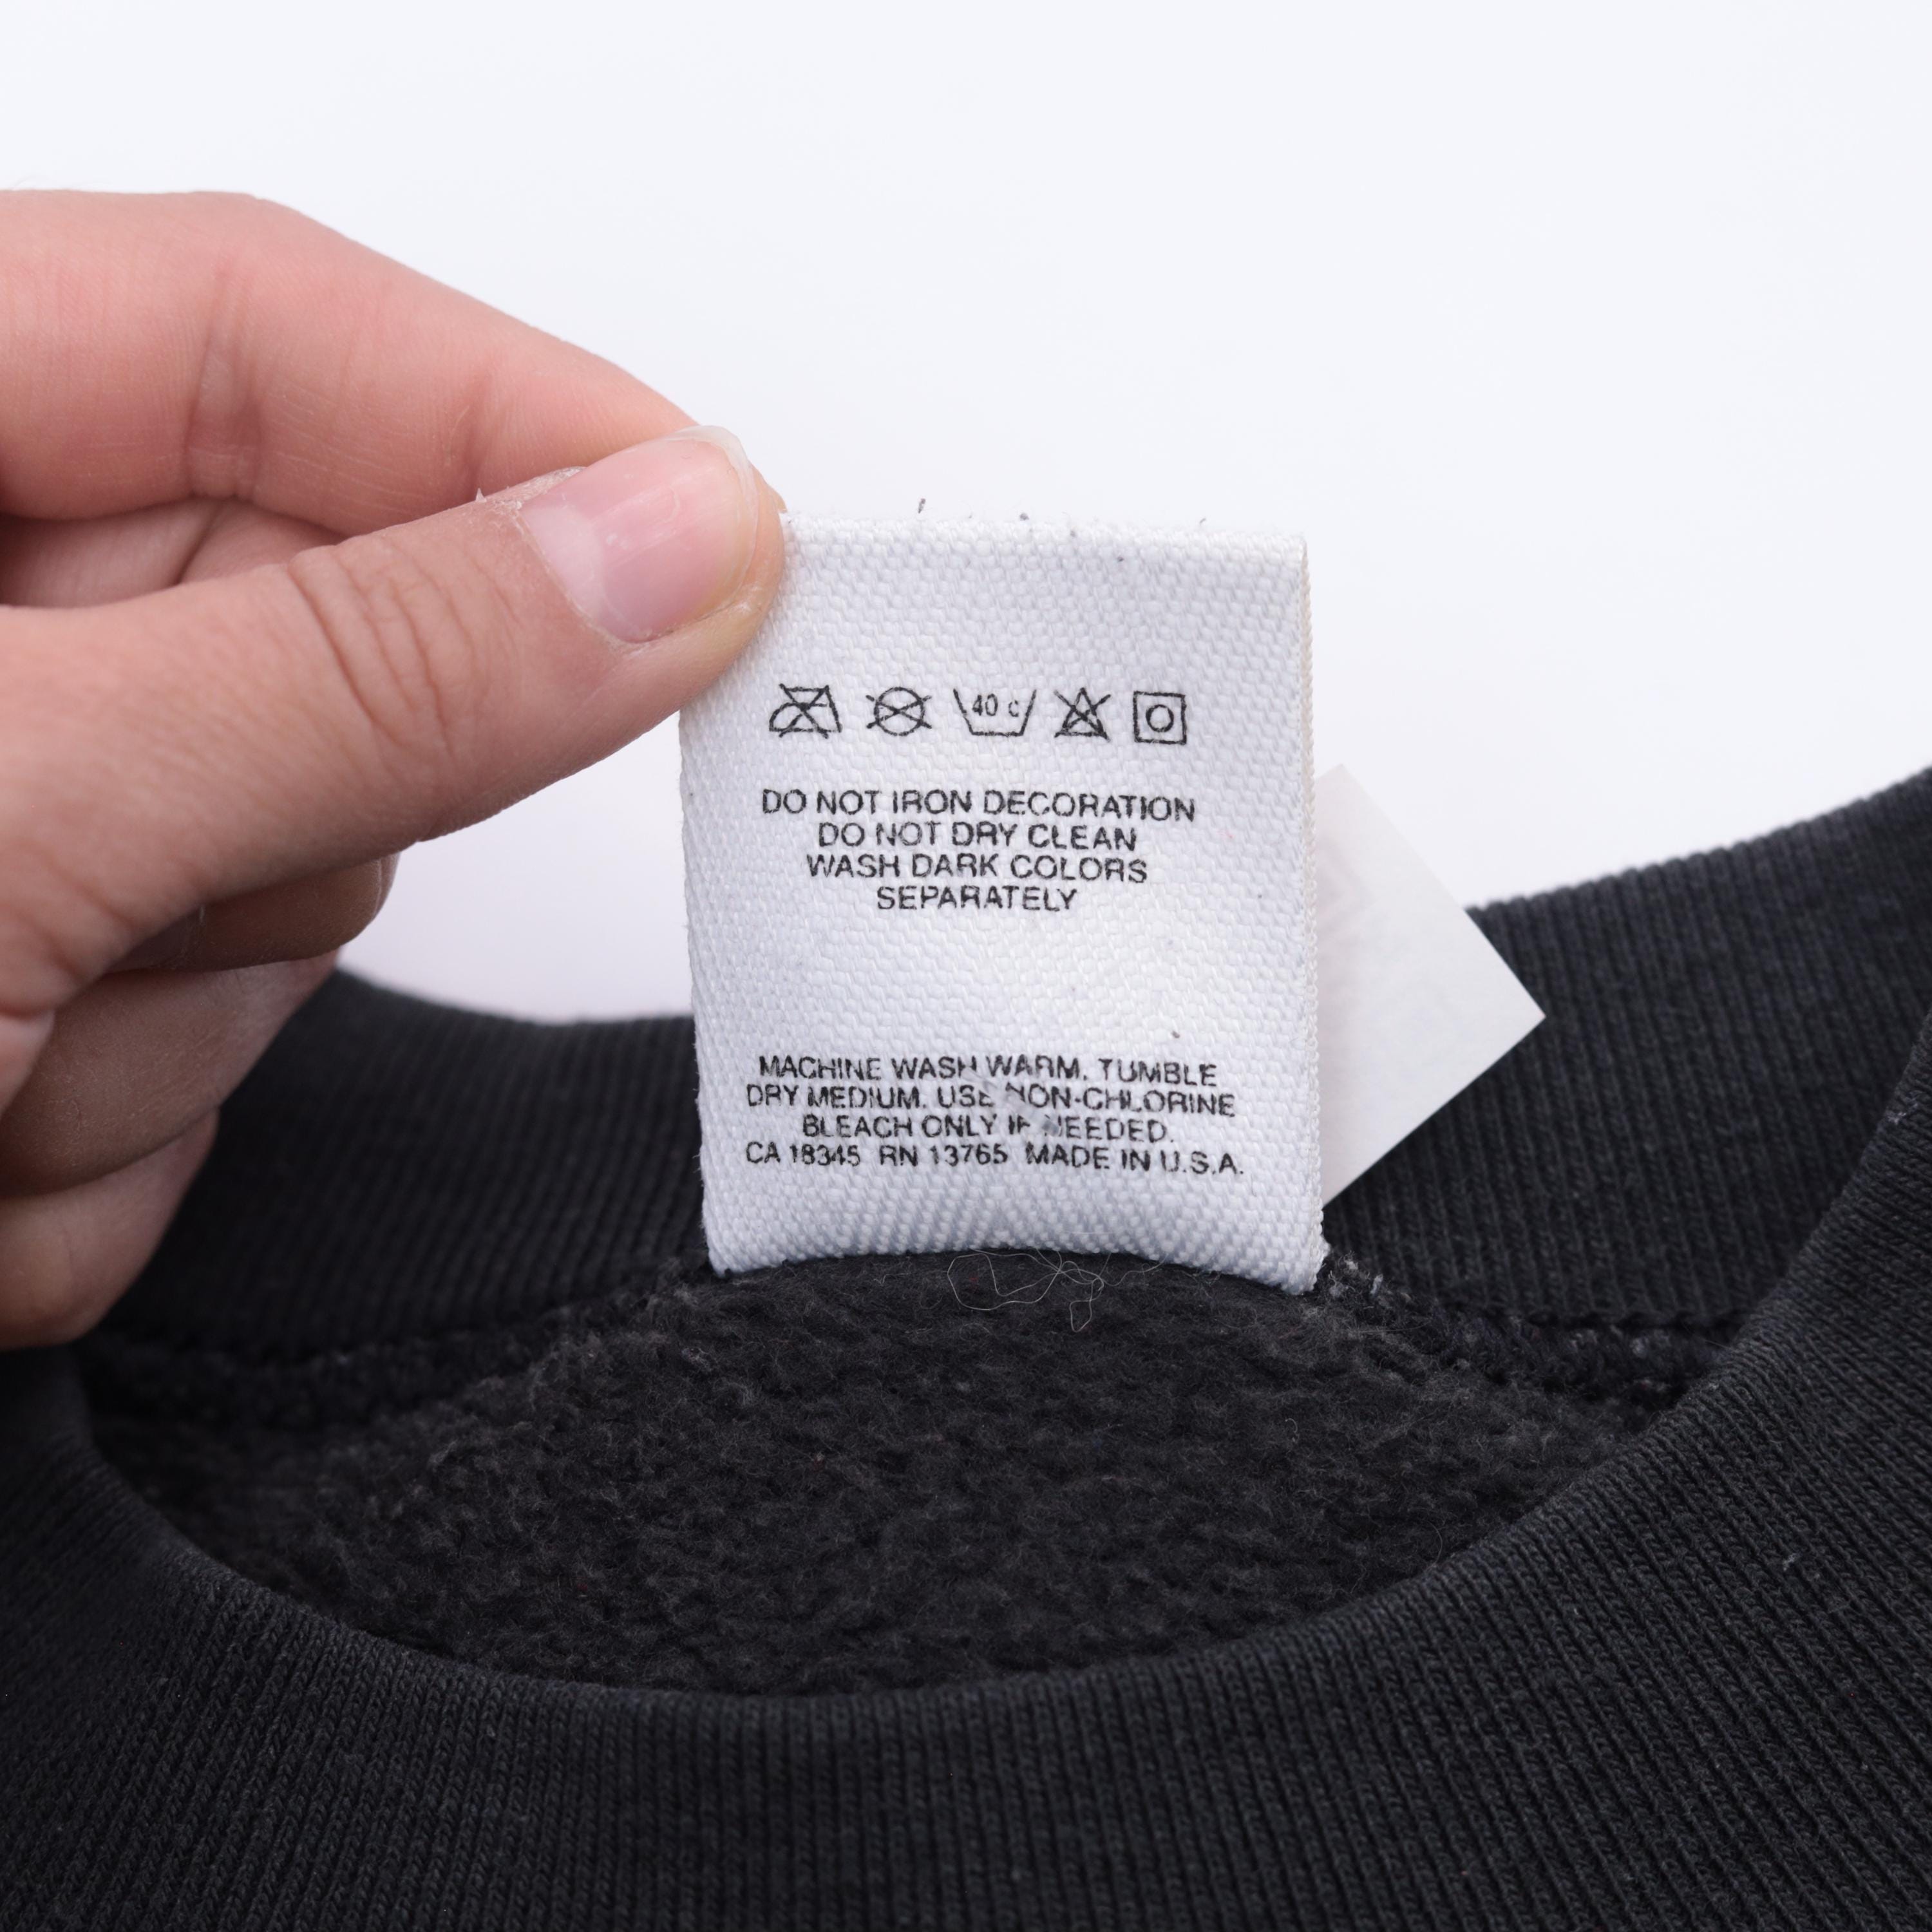 40 c
DO NOT IRON DECORATION
DO NOT DRY CLEAN
WASH DARK COLORS
SEPARATELY
MACHINE WASH WARM. TUMBLE
DRY MEDIUM. USE NON-CHLORINE
BLEACH ONLY IF NEEDED.
CA 18345 RN 13765 MADE IN U.S.A.